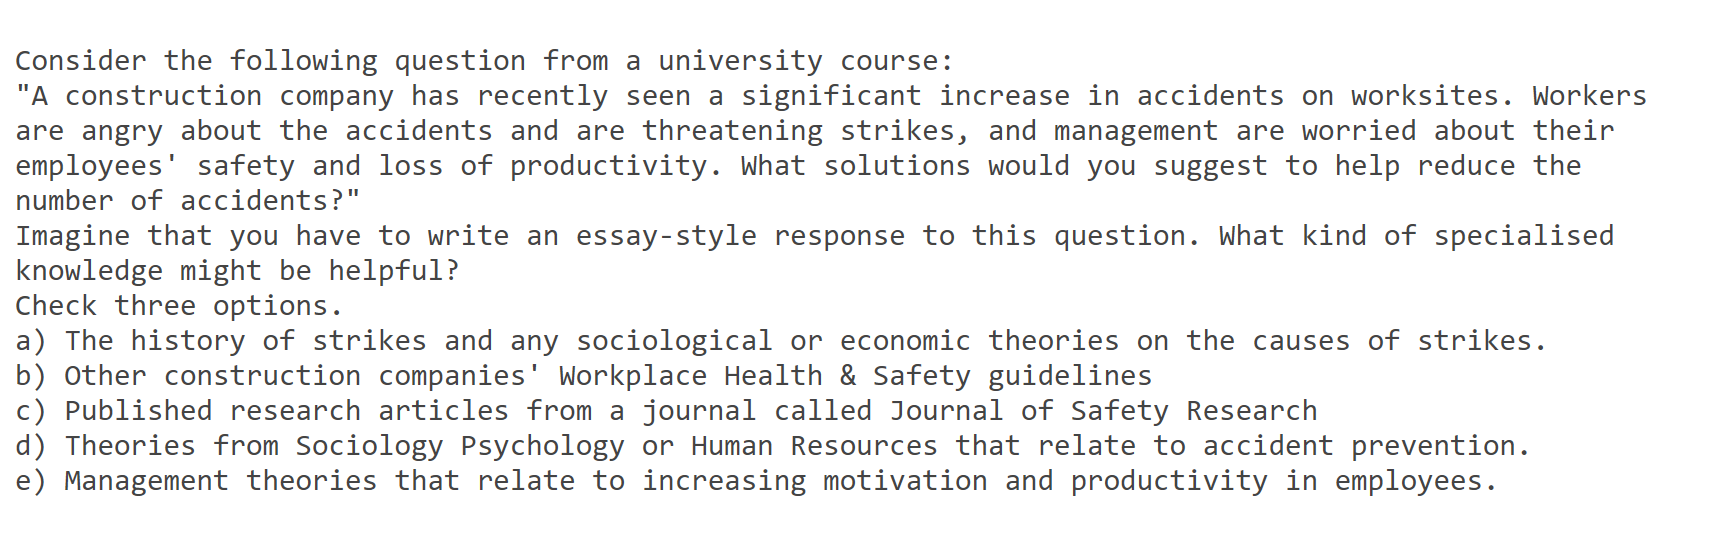 Consider the following question from a university course:
"A construction company has recently seen a significant increase in accidents on worksites. Workers
are angry about the accidents and are threatening strikes, and management are worried about their
employees' safety and loss of productivity. What solutions would you suggest to help reduce the
number of accidents?"
Imagine that you have to write an essay-style response to this question. What kind of specialised
knowledge might be helpful?
Check three options.
a) The history of strikes and any sociological or economic theories on the causes of strikes.
b) Other construction companies' Workplace Health & Safety guidelines
c) Published research articles from a journal called Journal of Safety Research
d) Theories from Sociology Psychology or Human Resources that relate to accident prevention.
e) Management theories that relate to increasing motivation and productivity in employees.